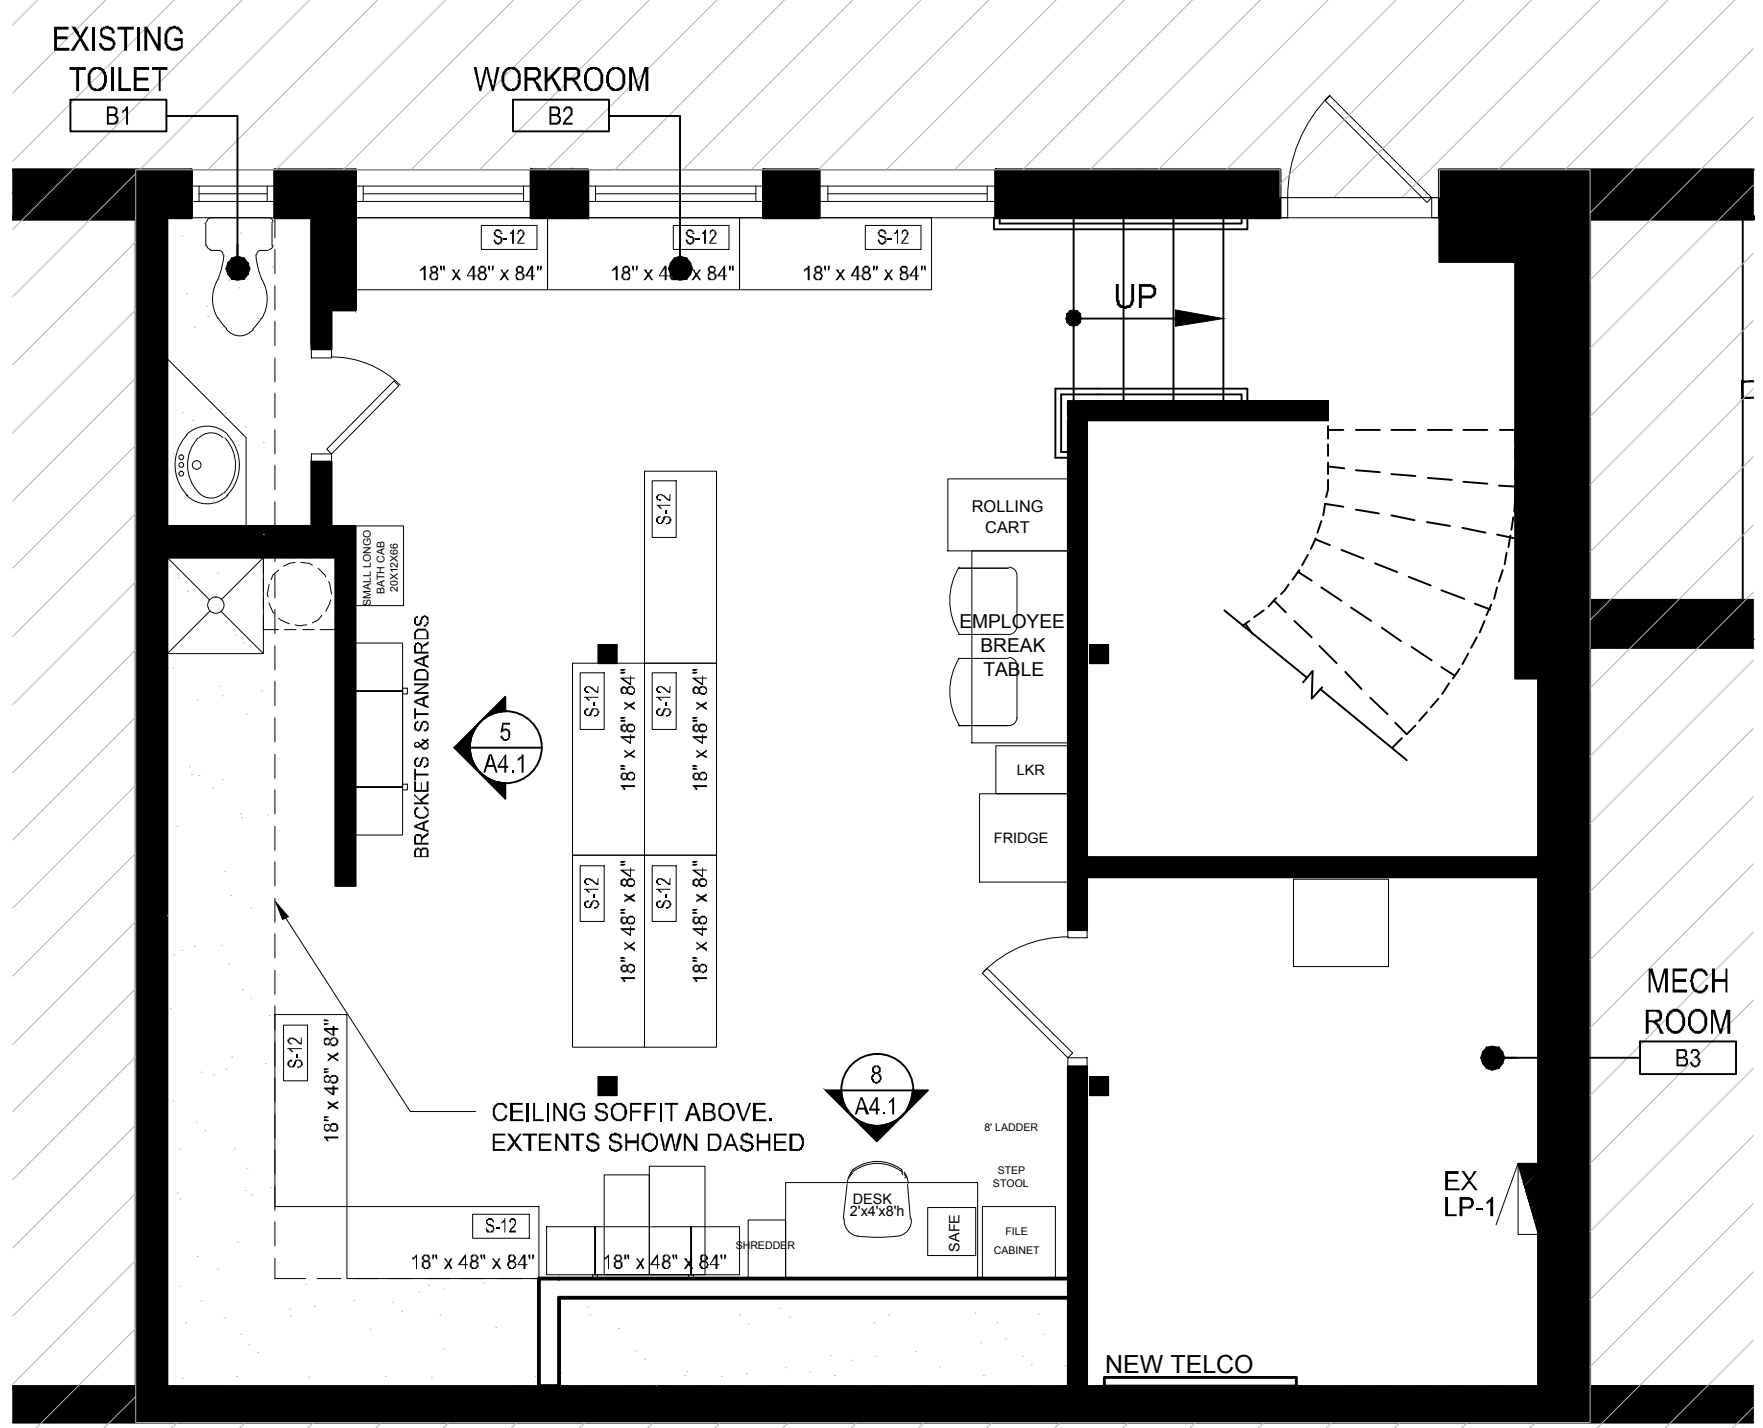 EXISTING
TOILET
B1
WORKROOM
B2
S-12
S-12
S-12
18" x 48" x 84"
18" x 48" x 84"
18" x 48" x 84"
UP
ROLLING
CART
S-12
SMALL LONGO
BATH CAB
20X12X66
EMPLOYEE
BREAK
TABLE
BRACKETS & STANDARDS
S-12
18" x 48" x 84"
S-12
18" x 48" x 84"
5
A4.1
LKR
FRIDGE
S-12
18" x 48" x 84"
S-12
18" x 48" x 84"
MECH
ROOM
B3
S-12
18" x 48" x 84"
8
A4.1
CEILING SOFFIT ABOVE.
EXTENTS SHOWN DASHED
8' LADDER
STEP
STOOL
EX
LP-1
DESK
2'x4'x8'h
S-12
18" x 48" x 84"
18" x 48" x 84"
SHREDDER
SAFE
FILE
CABINET
NEW TELCO